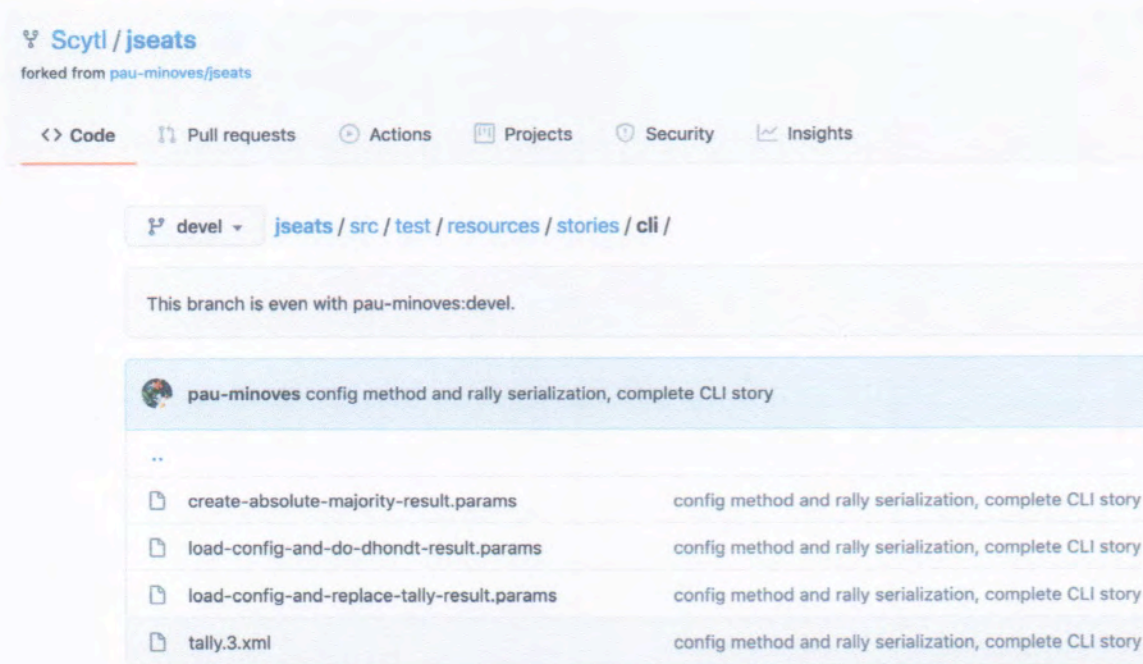 Scytl / jseats
forked from pau-minoves/jseats
<> Code Pull requests Actions Projects Security Insights
devel jseats / src / test / resources / stories / cli /
This branch is even with pau-minoves:devel.
pau-minoves config method and rally serialization, complete CLI story
..
create-absolute-majority-result.params config method and rally serialization, complete CLI story
load-config-and-do-dhondt-result.params config method and rally serialization, complete CLI story
load-config-and-replace-tally-result.params config method and rally serialization, complete CLI story
tally.3.xml config method and rally serialization, complete CLI story